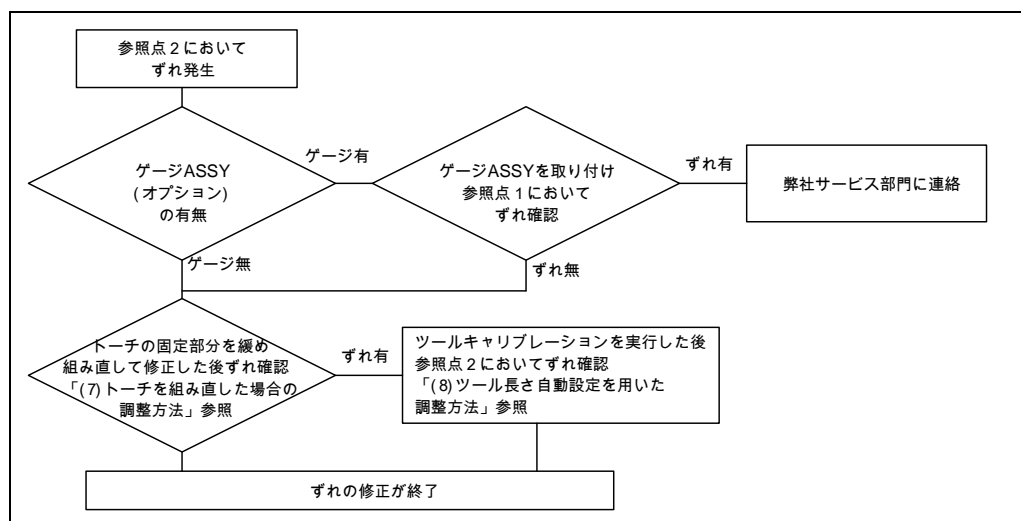 参照点２において
ずれ発生
ゲージASSY
(オプション)
の有無
ゲージ有
ゲージASSYを取り付け
参照点１において
ずれ確認
ずれ有
弊社サービス部門に連絡
ゲージ無
ずれ無
トーチの固定部分を緩め
組み直して修正した後ずれ確認
「(7)トーチを組み直した場合の
調整方法」参照
ずれ有
ツールキャリブレーションを実行した後
参照点２においてずれ確認
「(8)ツール長さ自動設定を用いた
調整方法」参照
ずれの修正が終了